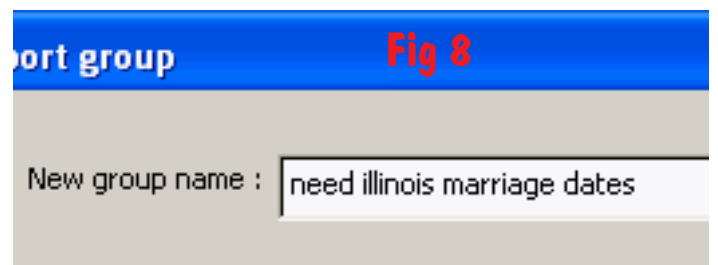 port group Fig 8
New group name : need illinois marriage dates